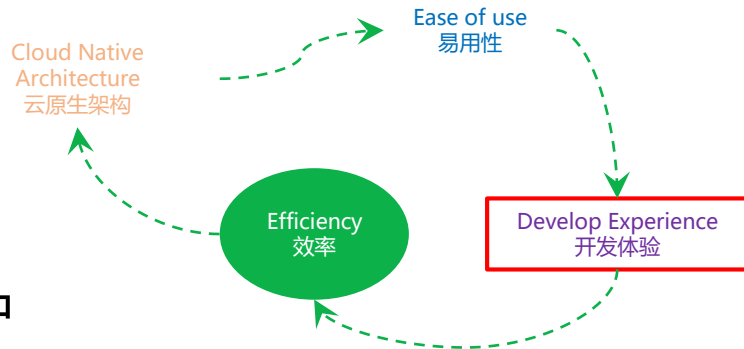 Ease of use
易用性
Cloud Native
Architecture
云原生架构
Efficiency
效率
Develop Experience
开发体验